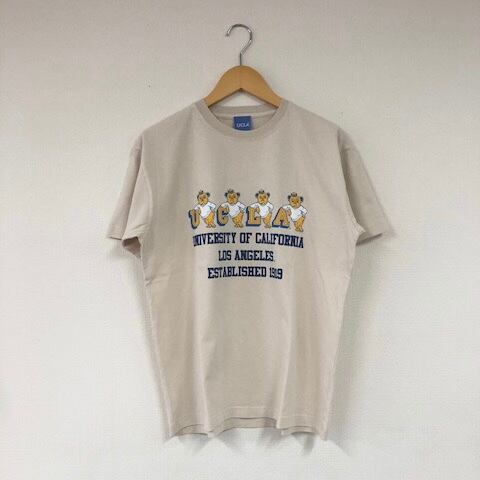 UCLA
UCLA
UNIVERSITY OF CALIFORNIA
LOS ANGELES
ESTABLISHED 1919